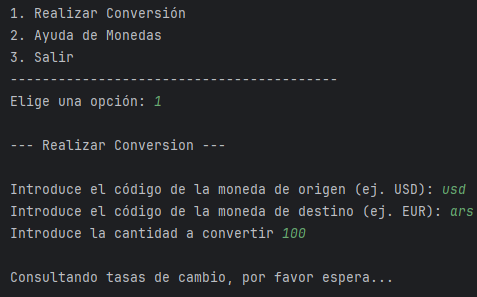 1. Realizar Conversión
2. Ayuda de Monedas
3. Salir
-----------------------------------------
Elige una opción: 1
--- Realizar Conversion ---
Introduce el código de la moneda de origen (ej. USD): usd
Introduce el código de la moneda de destino (ej. EUR): ars
Introduce la cantidad a convertir 100
Consultando tasas de cambio, por favor espera...